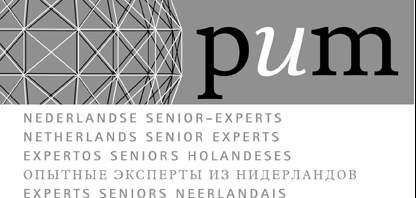 pum
NEDERLANDSE SENIOR-EXPERTS
NETHERLANDS SENIOR EXPERTS
EXPERTOS SENIORS HOLANDESES
ОПЫТНЫЕ ЭКСПЕРТЫ ИЗ НИДЕРЛАНДОВ
EXPERTS SENIORS NEERLANDAIS